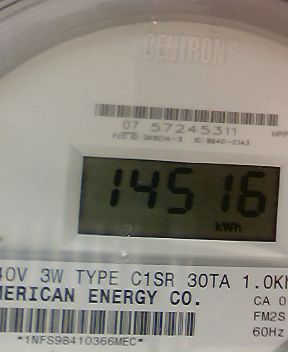 CENTRON®
07 57245311
14516
kWh
40V 3W TYPE C1SR 30TA 1.0K
MERICAN ENERGY CO.
CA 0
FM2S
60Hz
*1NFS98410366MEC*